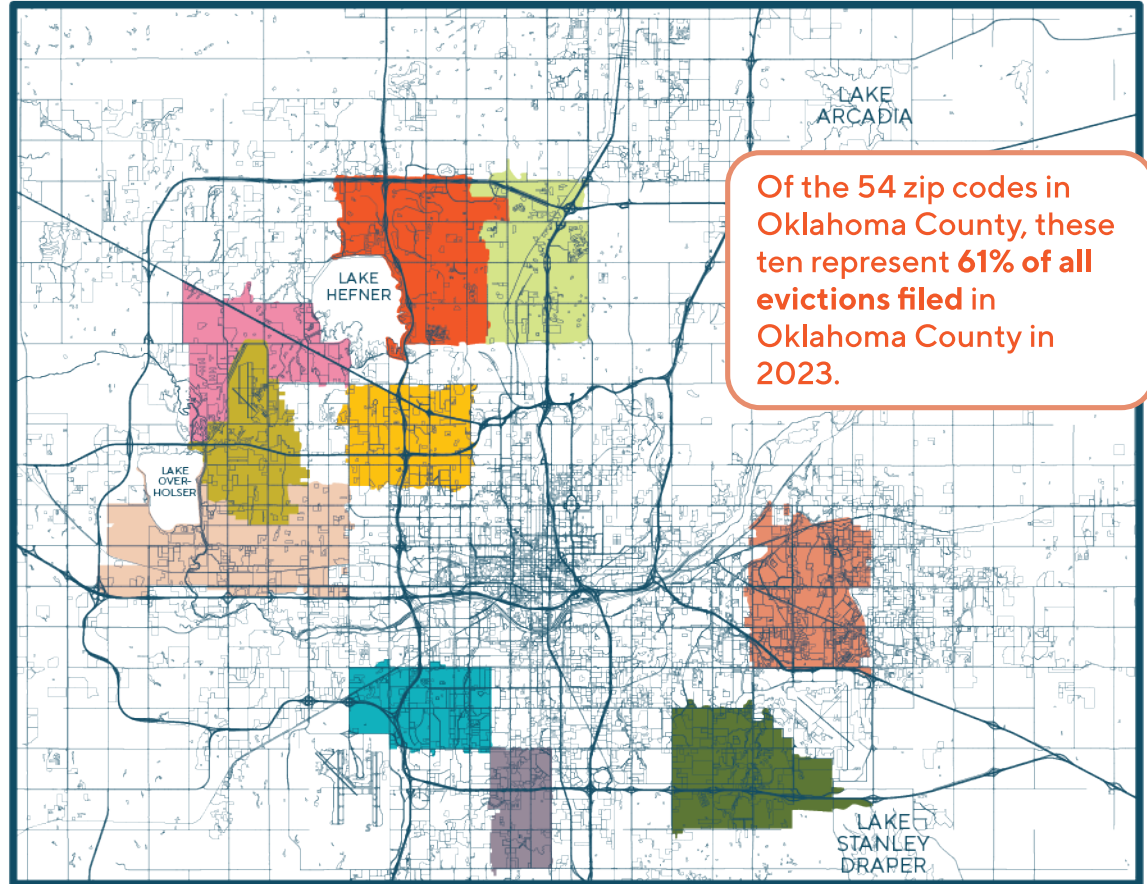 LAKE
ARCADIA
Of the 54 zip codes in
Oklahoma County, these
ten represent 61% of all
evictions filed in
Oklahoma County in
2023.
LAKE
HEFNER
LAKE
OVER-
HOLSER
LAKE
STANLEY
DRAPER